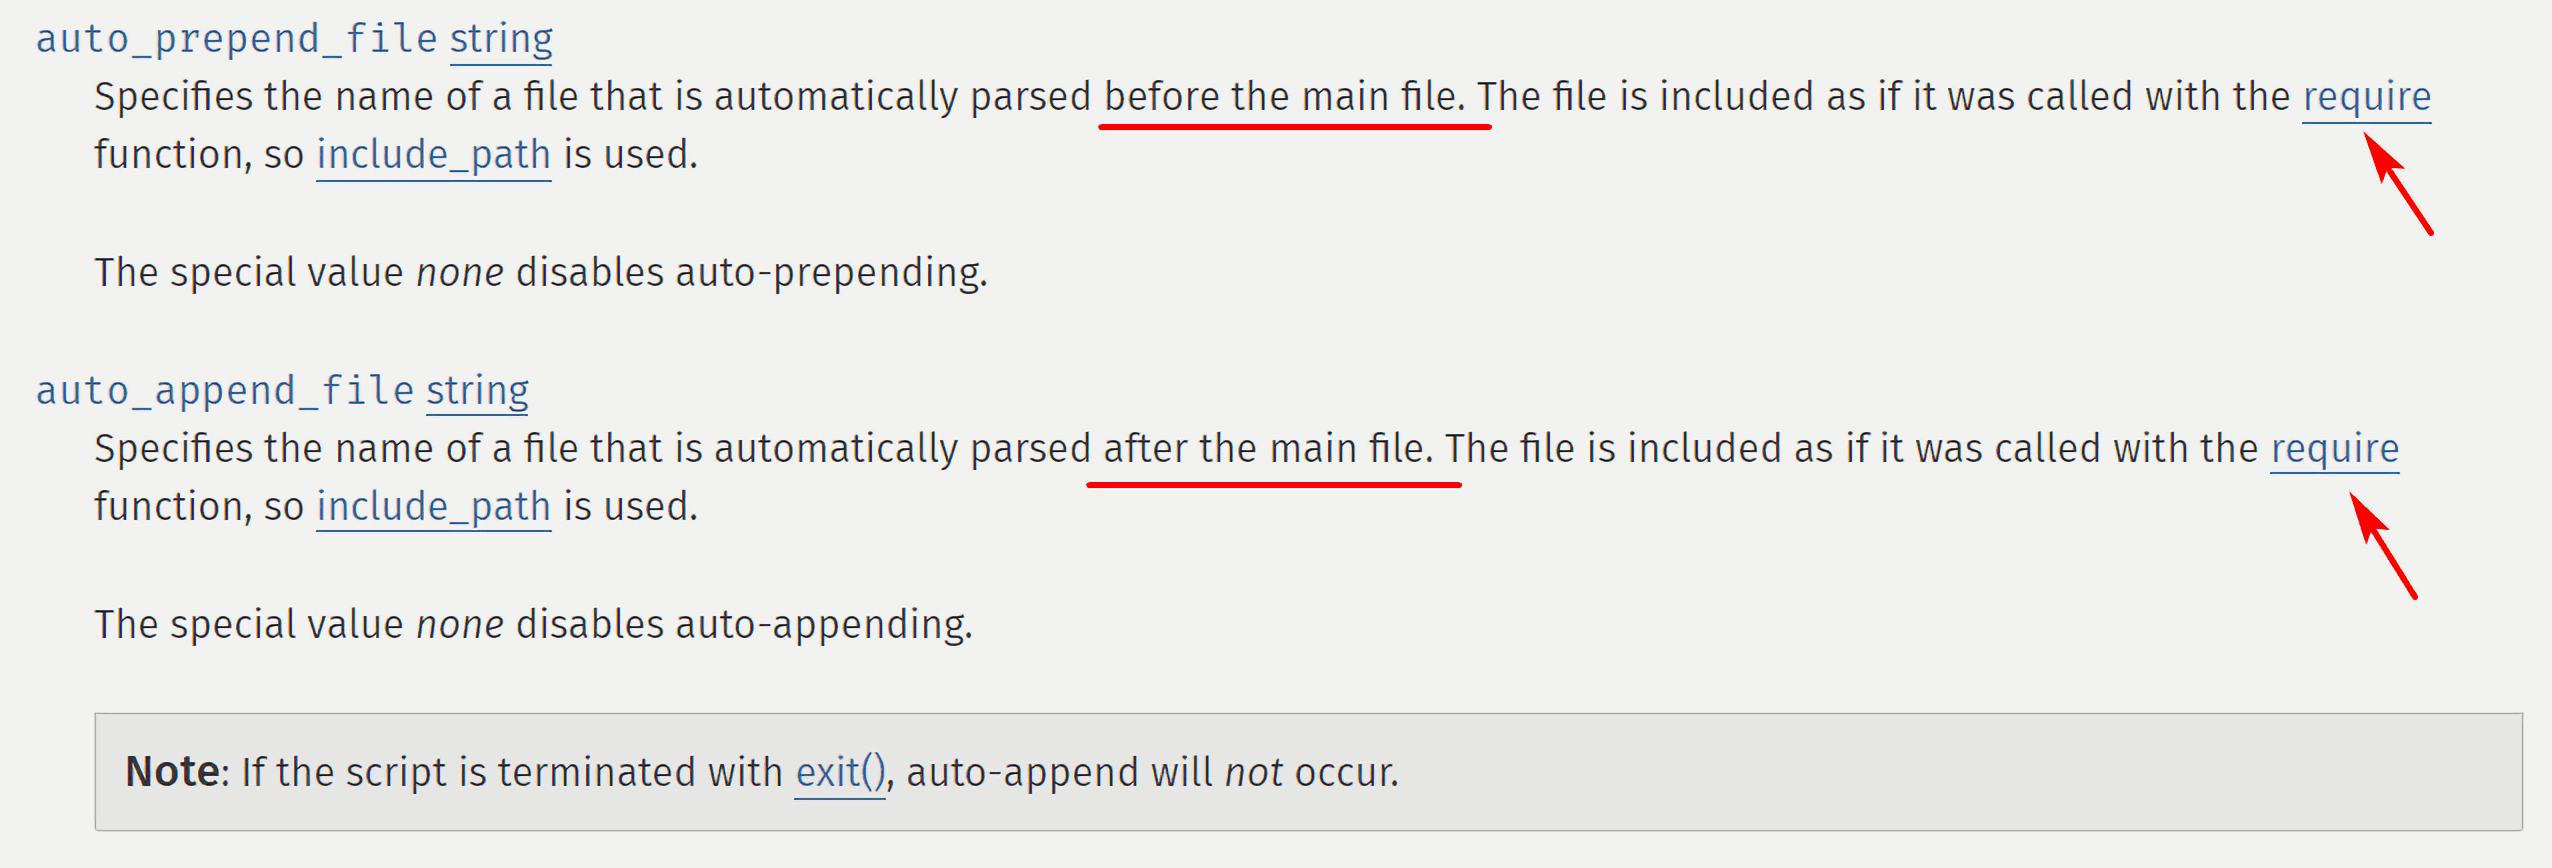 auto_prepend_file string
Specifies the name of a file that is automatically parsed before the main file. The file is included as if it was called with the require
function, so include_path is used.
The special value none disables auto-prepending.
auto_append_file string
Specifies the name of a file that is automatically parsed after the main file. The file is included as if it was called with the require
function, so include_path is used.
The special value none disables auto-appending.
Note: If the script is terminated with exit(), auto-append will not occur.